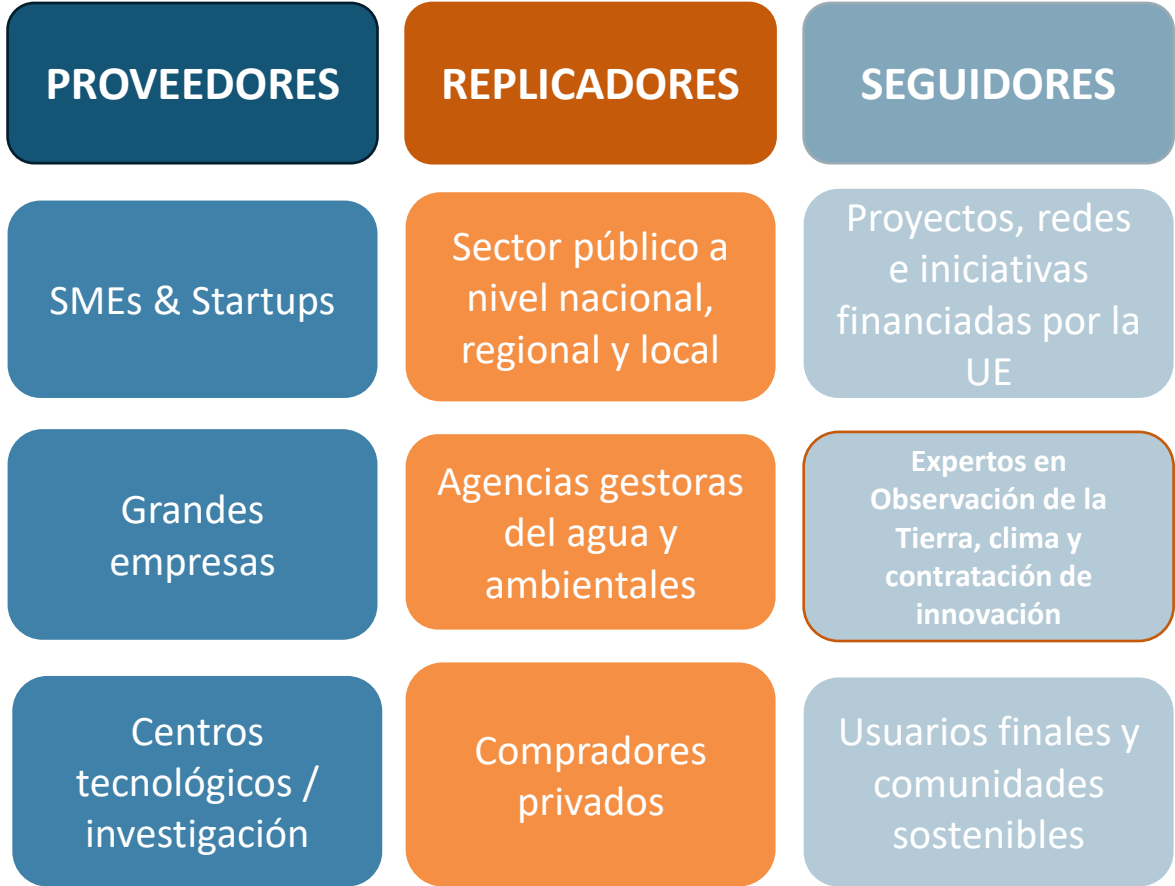 PROVEEDORES
REPLICADORES
SEGUIDORES
SMEs & Startups
Sector público a
nivel nacional,
regional y local
Proyectos, redes
e iniciativas
financiadas por la
UE
Grandes
empresas
Agencias gestoras
del agua y
ambientales
Expertos en
Observación de la
Tierra, clima y
contratación de
innovación
Centros
tecnológicos /
investigación
Compradores
privados
Usuarios finales y
comunidades
sostenibles